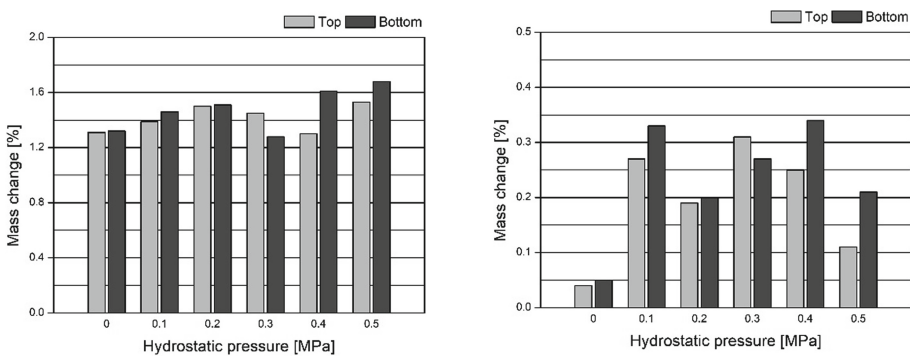 Top Bottom
2.0
1.6
1.2
0.8
0.4
0.0
Mass change [%]
0 0.1 0.2 0.3 0.4 0.5
Hydrostatic pressure [MPa]
Top Bottom
0.5
0.4
0.3
0.2
0.1
0.0
Mass change [%]
0 0.1 0.2 0.3 0.4 0.5
Hydrostatic pressure [MPa]